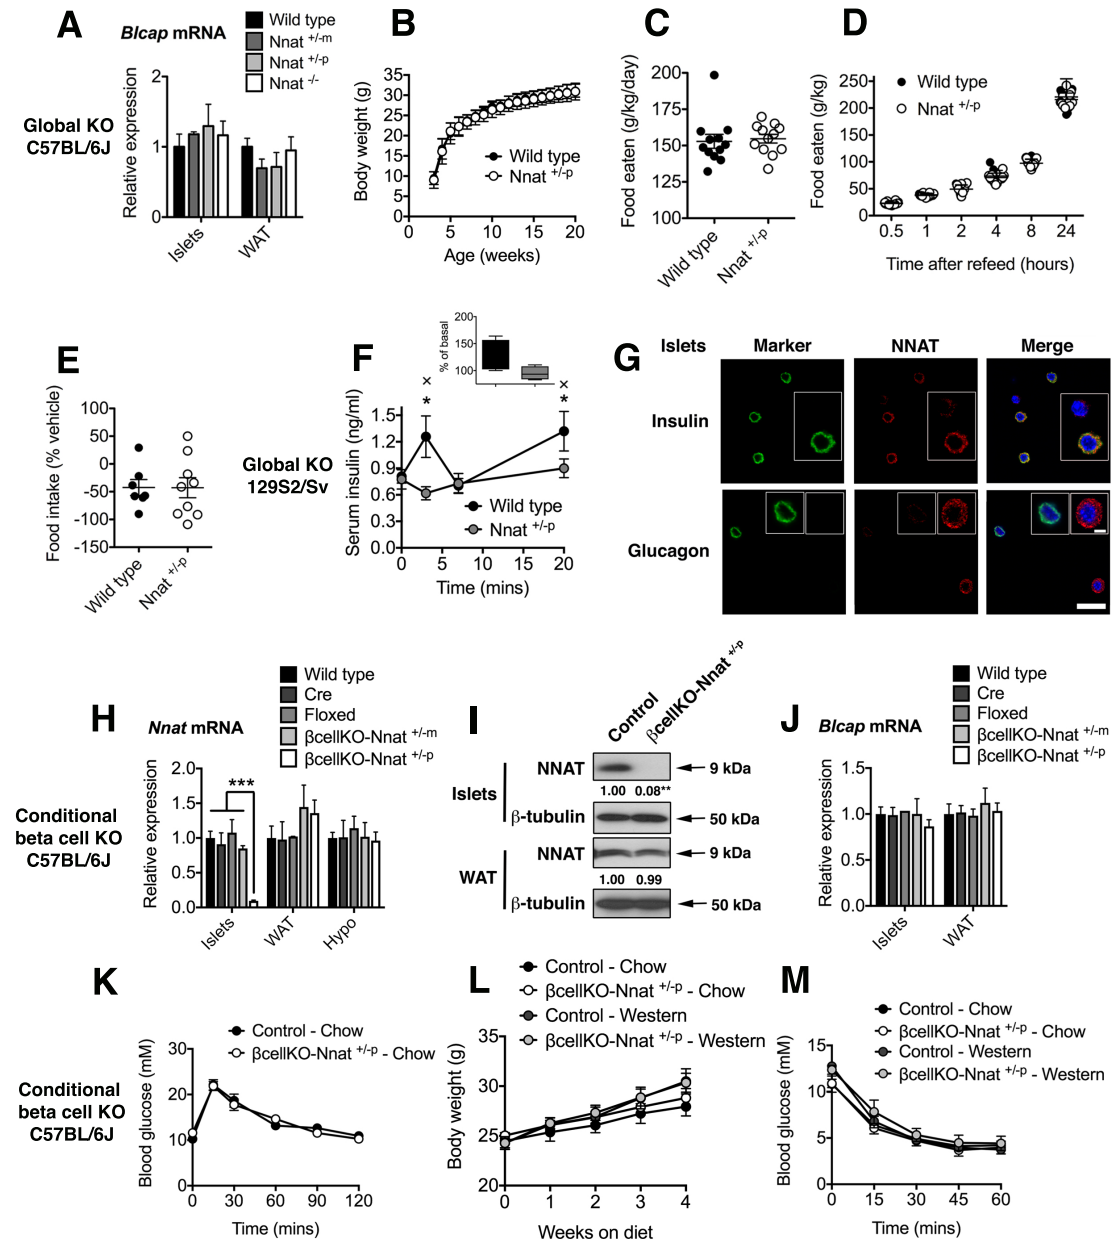 A
Blcap mRNA
Wild type
Nnat +/-m
Nnat +/-p
Nnat -/-
Global KO
C57BL/6J
Relative expression
2
1
0
Islets
WAT
B
Body weight (g)
35
30
25
20
15
10
5
0
Wild type
Nnat +/-p
0 5 10 15 20
Age (weeks)
C
Food eaten (g/kg/day)
200
175
150
125
100
Wild type
Nnat +/-p
D
Food eaten (g/kg)
250
200
150
100
50
0
Wild type
Nnat +/-p
0.5 1 2 4 8 24
Time after refeed (hours)
E
Food intake (% vehicle)
100
50
0
-50
-100
-150
Wild type
Nnat +/-p
Global KO
129S2/Sv
F
% of basal
200
150
100
× ×
* *
Serum insulin (ng/ml)
1.5
1.2
0.9
0.6
0.3
0.0
Wild type
Nnat +/-p
0 5 10 15 20
Time (mins)
G
Islets
Marker
NNAT
Merge
Insulin
Glucagon
H
Nnat mRNA
Wild type
Cre
Floxed
βcellKO-Nnat +/-m
βcellKO-Nnat +/-p
Conditional
beta cell KO
C57BL/6J
Relative expression
2.0
1.5
1.0
0.5
0.0
***
Islets
WAT
Hypo
I
Control
βcellKO-Nnat +/-p
Islets
NNAT
9 kDa
1.00 0.08**
β-tubulin
50 kDa
WAT
NNAT
9 kDa
1.00 0.99
β-tubulin
50 kDa
J
Blcap mRNA
Wild type
Cre
Floxed
βcellKO-Nnat +/-m
βcellKO-Nnat +/-p
Relative expression
1.5
1.0
0.5
0.0
Islets
WAT
Conditional
beta cell KO
C57BL/6J
K
Control - Chow
βcellKO-Nnat +/-p - Chow
Blood glucose (mM)
30
20
10
0
0 30 60 90 120
Time (mins)
L
Control - Chow
βcellKO-Nnat +/-p - Chow
Control - Western
βcellKO-Nnat +/-p - Western
Body weight (g)
35
30
25
20
0 1 2 3 4
Weeks on diet
M
Control - Chow
βcellKO-Nnat +/-p - Chow
Control - Western
βcellKO-Nnat +/-p - Western
Blood glucose (mM)
15
10
5
0
0 15 30 45 60
Time (mins)